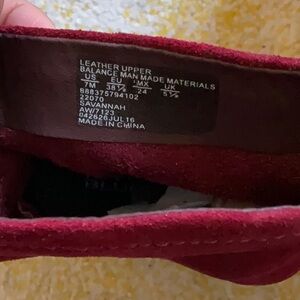 LEATHER UPPER
BALANCE MAN MADE MATERIALS
US EU MX UK
7M 38½ 24 5½
888375794102
22070
SAVANNAH
AW7123
042626JUL16
MADE IN CHINA